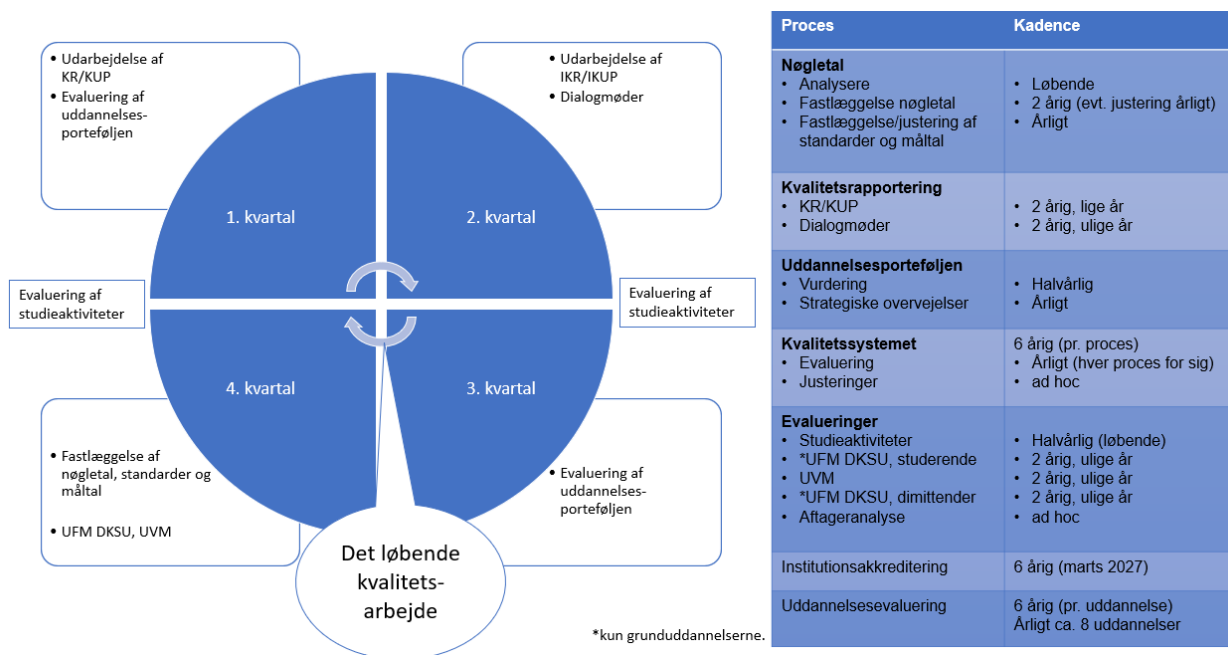 • Udarbejdelse af
KR/KUP
• Evaluering af
uddannelses-
porteføljen
• Udarbejdelse af
IKR/IKUP
• Dialogmøder
1. kvartal
2. kvartal
Evaluering af
studieaktiviteter
Evaluering af
studieaktiviteter
4. kvartal
3. kvartal
• Fastlæggelse af
nøgletal, standarder og
måltal
• UFM DKSU, UVM
• Evaluering af
uddannelses-
porteføljen
Det løbende
kvalitets-
arbejde
*kun grunduddannelserne.
Proces Kadence
Nøgletal
• Analysere • Løbende
• Fastlæggelse nøgletal • 2 årig (evt. justering årligt)
• Fastlæggelse/justering af • Årligt
standarder og måltal
Kvalitetsrapportering
• KR/KUP • 2 årig, lige år
• Dialogmøder • 2 årig, ulige år
Uddannelsesporteføljen
• Vurdering • Halvårlig
• Strategiske overvejelser • Årligt
Kvalitetssystemet 6 årig (pr. proces)
• Evaluering • Årligt (hver proces for sig)
• Justeringer • ad hoc
Evalueringer
• Studieaktiviteter • Halvårlig (løbende)
• *UFM DKSU, studerende • 2 årig, ulige år
• UVM • 2 årig, ulige år
• *UFM DKSU, dimittender • 2 årig, ulige år
• Aftageranalyse • ad hoc
Institutionsakkreditering 6 årig (marts 2027)
Uddannelsesevaluering 6 årig (pr. uddannelse)
Årligt ca. 8 uddannelser